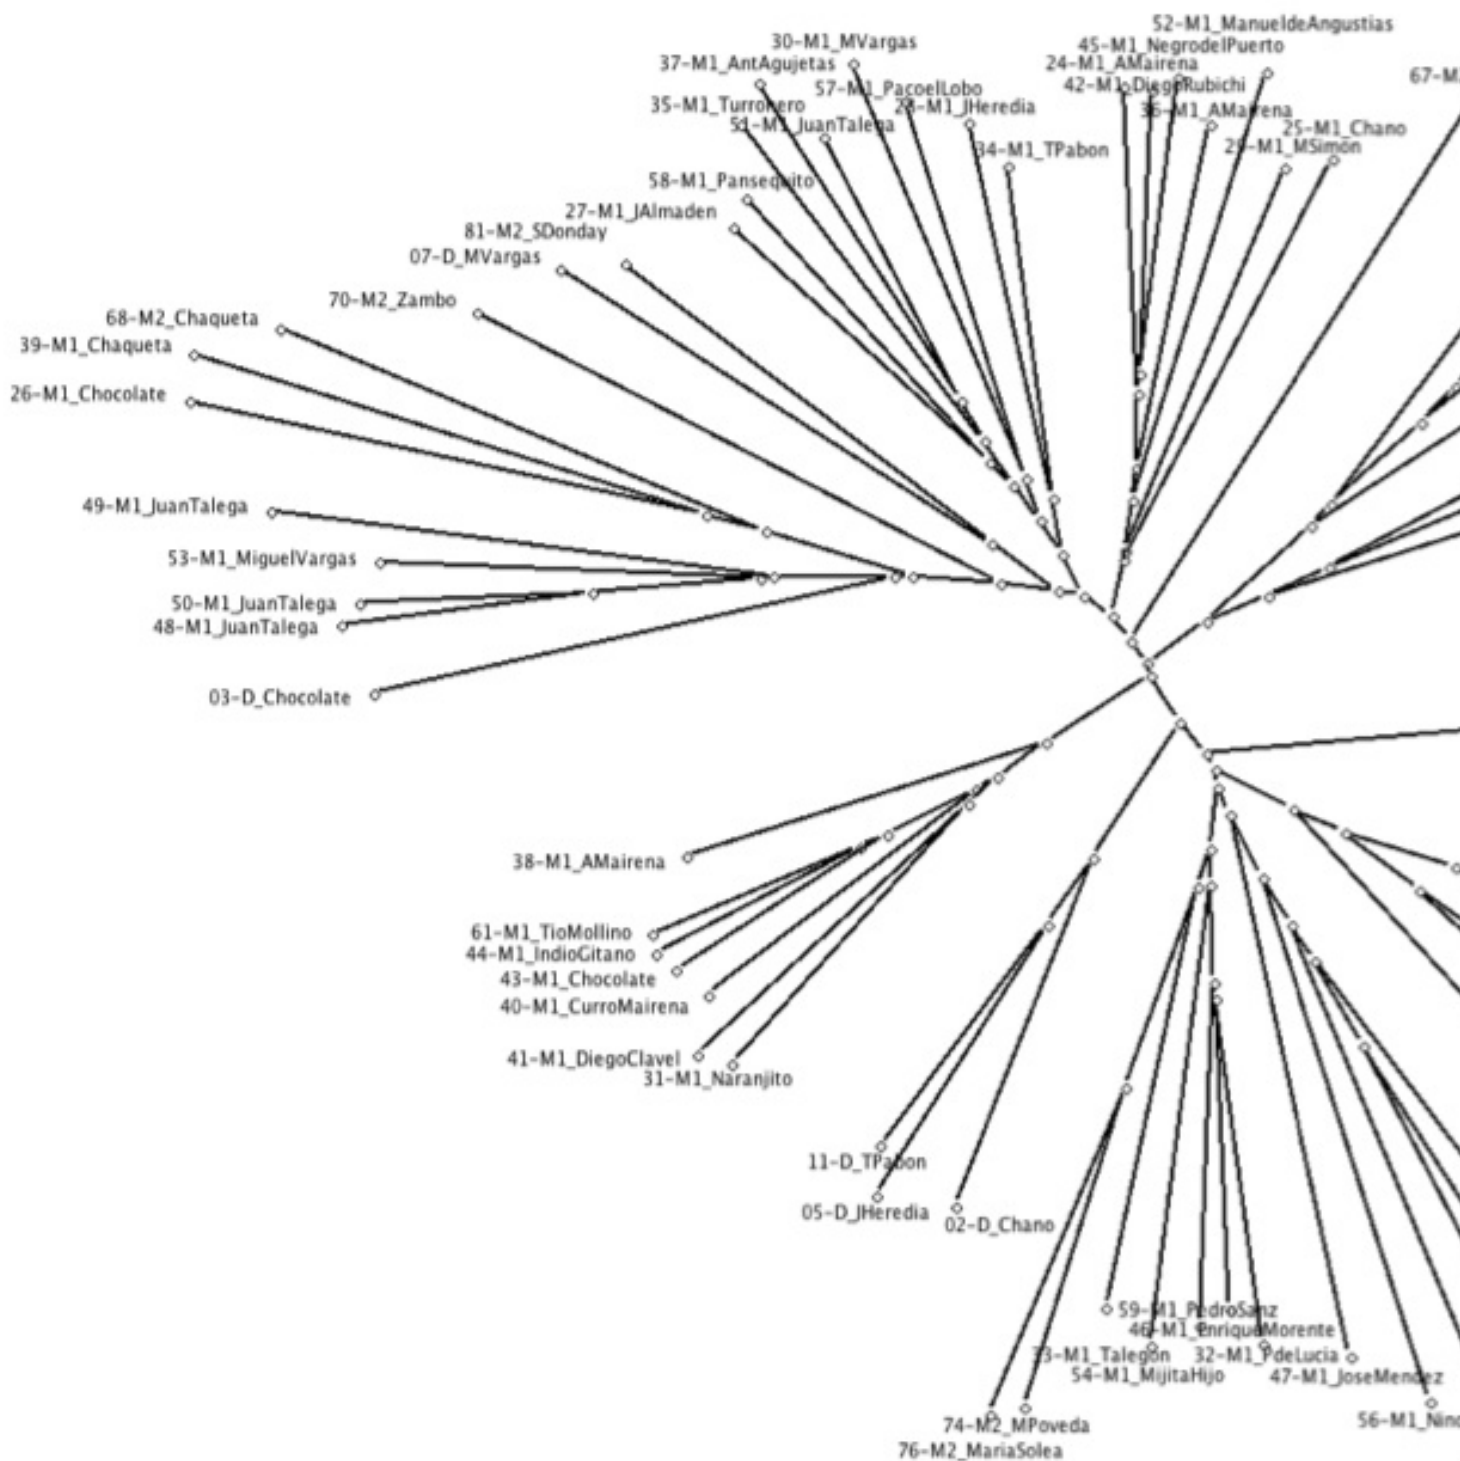 52-M1_ManueldeAngustias
30-M1_MVargas
45-M1_NegrodelPuerto
37-M1_AntAgujetas
24-M1_AMairena
67-M
57-M1_PacoelLobo
42-M1_DiegoRubichi
35-M1_Turronero
28-M1_JHeredia
36-M1_AMairena
51-M1_JuanTalega
25-M1_Chano
34-M1_TPabon
29-M1_MSimón
58-M1_Pansequito
27-M1_JAlmaden
81-M2_SDonday
07-D_MVargas
70-M2_Zambo
68-M2_Chaqueta
39-M1_Chaqueta
26-M1_Chocolate
49-M1_JuanTalega
53-M1_MiguelVargas
50-M1_JuanTalega
48-M1_JuanTalega
03-D_Chocolate
38-M1_AMairena
61-M1_TioMollino
44-M1_IndioGitano
43-M1_Chocolate
40-M1_CurroMairena
41-M1_DiegoClavel
31-M1_Naranjito
11-D_TPabon
05-D_JHeredia
02-D_Chano
59-M1_PedroSanz
46-M1_EnriqueMorente
33-M1_Talegon
32-M1_PdeLucia
54-M1_MijitaHijo
47-M1_JoseMendez
56-M1_Nino
74-M2_MPoveda
76-M2_MariaSolea